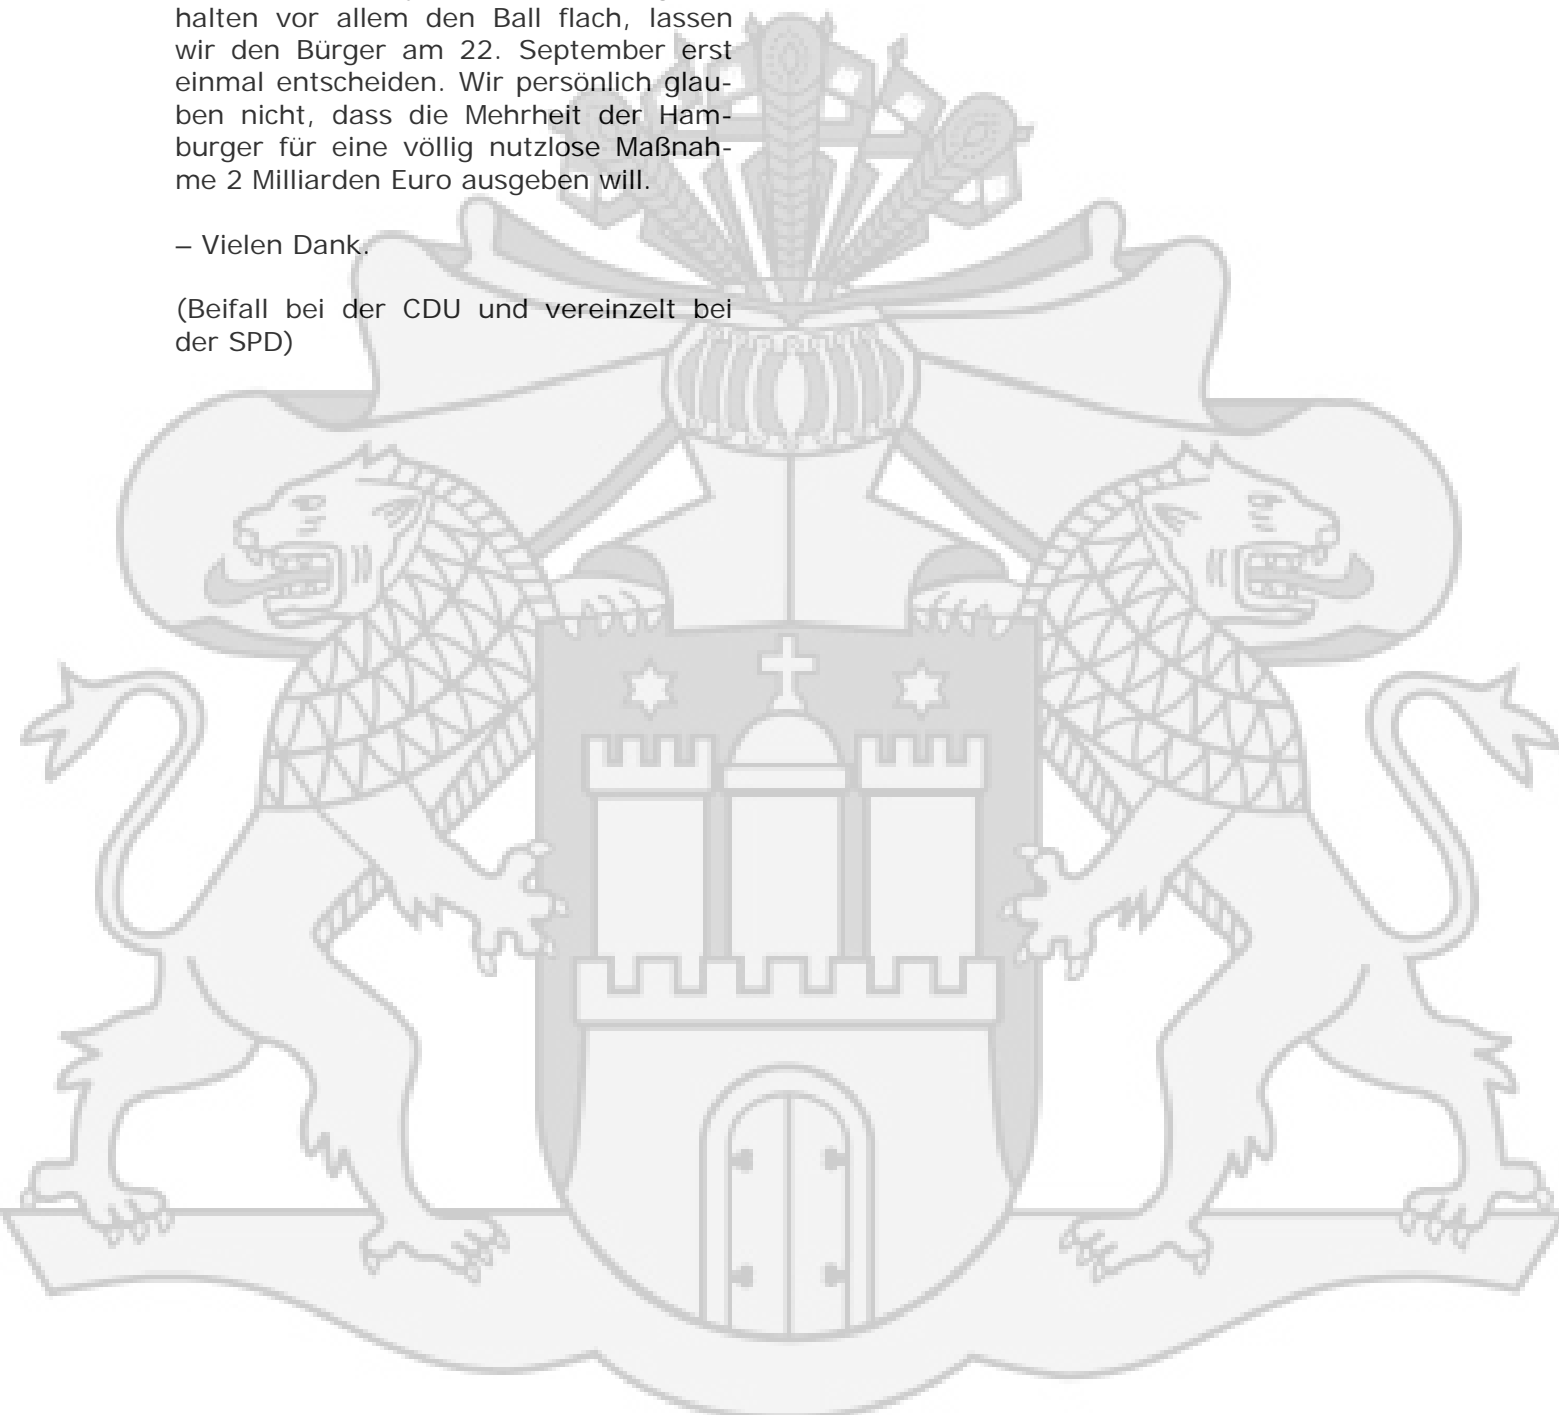 halten vor allem den Ball flach, lassen
wir den Bürger am 22. September erst
einmal entscheiden. Wir persönlich glau-
ben nicht, dass die Mehrheit der Ham-
burger für eine völlig nutzlose Maßnah-
me 2 Milliarden Euro ausgeben will.
– Vielen Dank.
(Beifall bei der CDU und vereinzelt bei
der SPD)